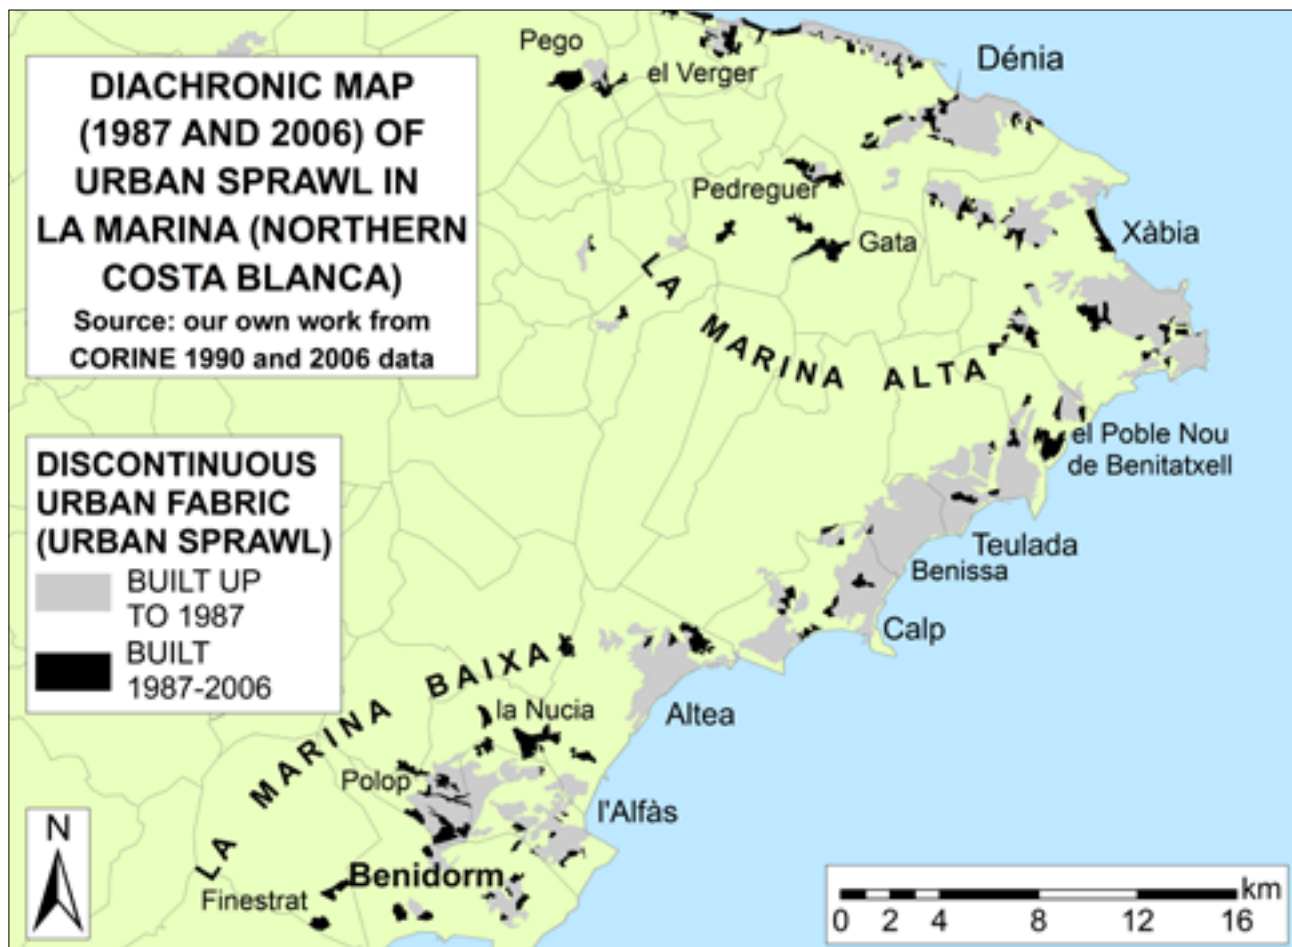 DIACHRONIC MAP
(1987 AND 2006) OF
URBAN SPRAWL IN
LA MARINA (NORTHERN
COSTA BLANCA)
Source: our own work from
CORINE 1990 and 2006 data
DISCONTINUOUS
URBAN FABRIC
(URBAN SPRAWL)
BUILT UP
TO 1987
BUILT
1987-2006
Pego
el Verger
Dénia
Pedreguer
Gata
Xàbia
LA MARINA ALTA
el Poble Nou
de Benitatxell
Teulada
Benissa
Calp
LA MARINA BAIXA
Altea
la Nucia
Polop
l'Alfàs
Benidorm
Finestrat
N
km
0 2 4 8 12 16